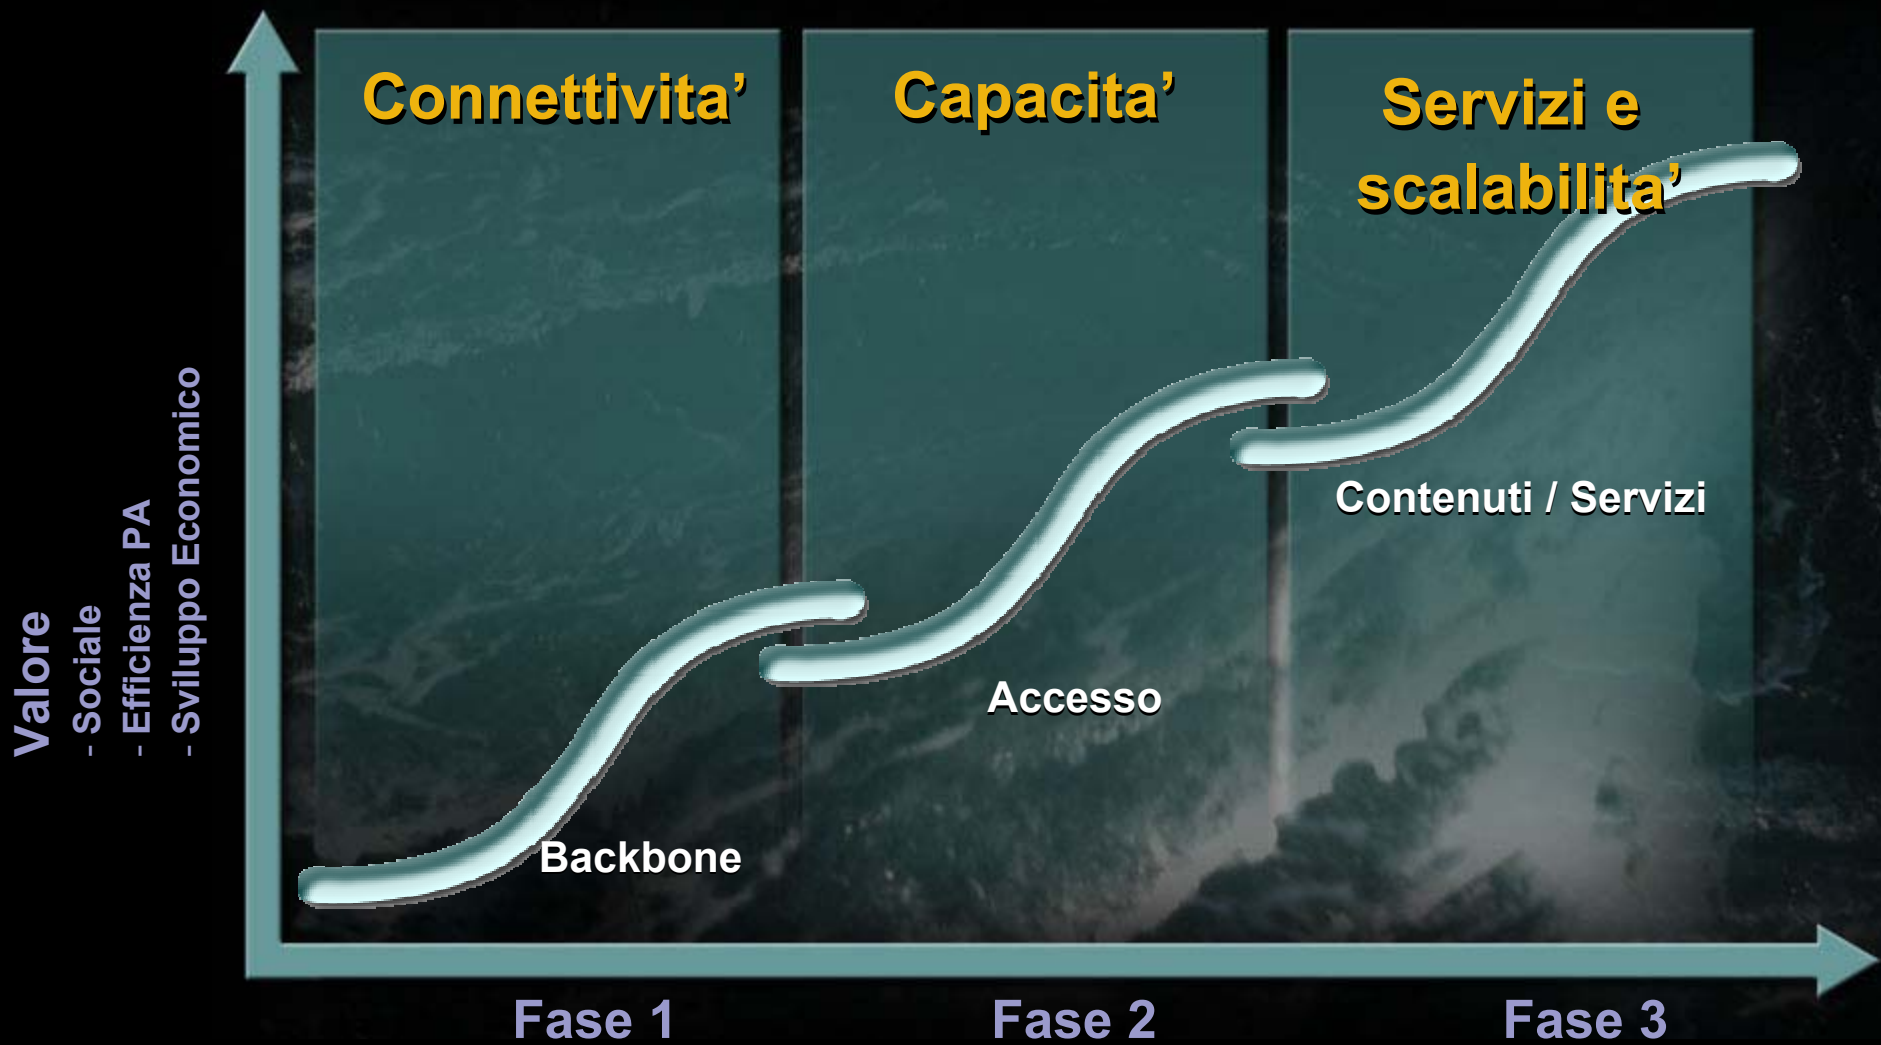 Connettivita’
Capacita’
Servizi e
scalabilita’
Contenuti / Servizi
Accesso
Backbone
Valore
- Sociale
- Efficienza PA
- Sviluppo Economico
Fase 1
Fase 2
Fase 3